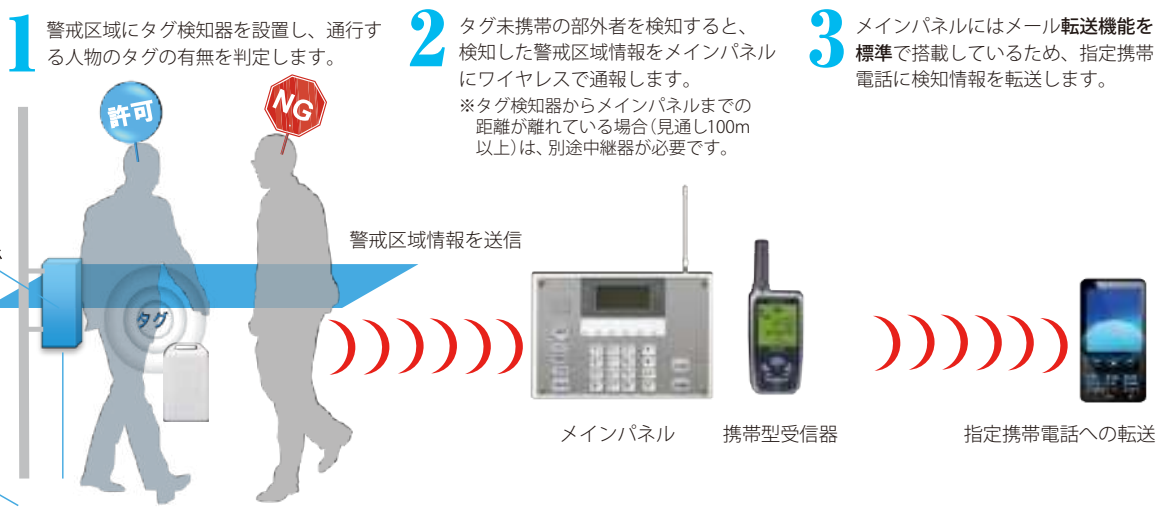 1
警戒区域にタグ検知器を設置し、通行す
る人物のタグの有無を判定します。
2
タグ未携帯の部外者を検知すると、
検知した警戒区域情報をメインパネル
にワイヤレスで通報します。
※タグ検知器からメインパネルまでの
距離が離れている場合(見通し100m
以上)は、別途中継器が必要です。
3
メインパネルにはメール転送機能を
標準で搭載しているため、指定携帯
電話に検知情報を転送します。
許可
NG
警戒区域情報を送信
タグ
メインパネル
携帯型受信器
指定携帯電話への転送